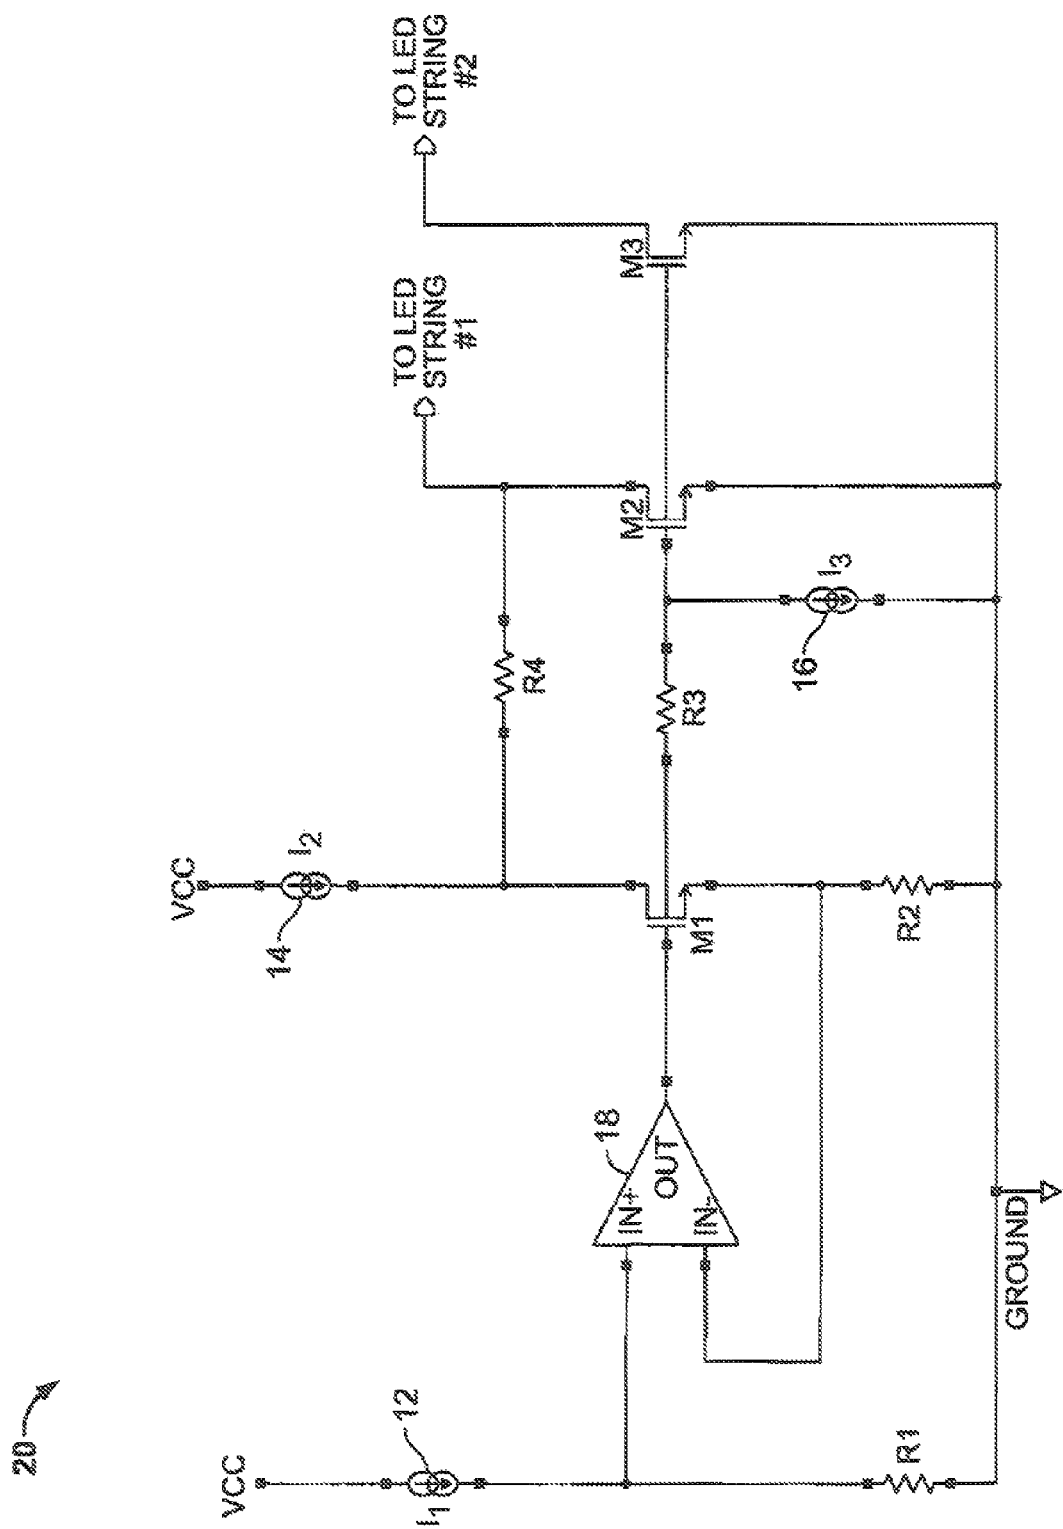 20
VCC
I1
12
VCC
I2
14
TO LED
STRING
#1
TO LED
STRING
#2
R4
IN+
IN-
OUT
18
M1
R3
M2
M3
I3
16
R1
R2
GROUND